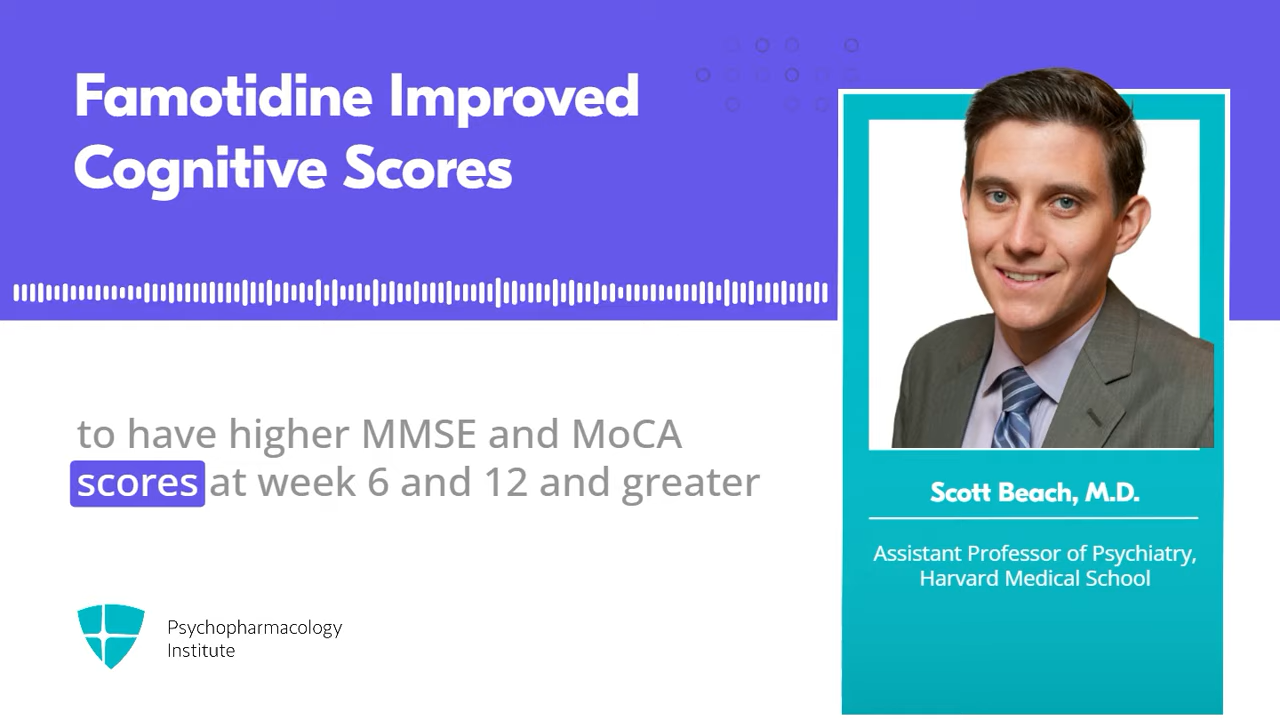 Famotidine Improved
Cognitive Scores
to have higher MMSE and MoCA
scores at week 6 and 12 and greater
Psychopharmacology
Institute
Scott Beach, M.D.
Assistant Professor of Psychiatry,
Harvard Medical School